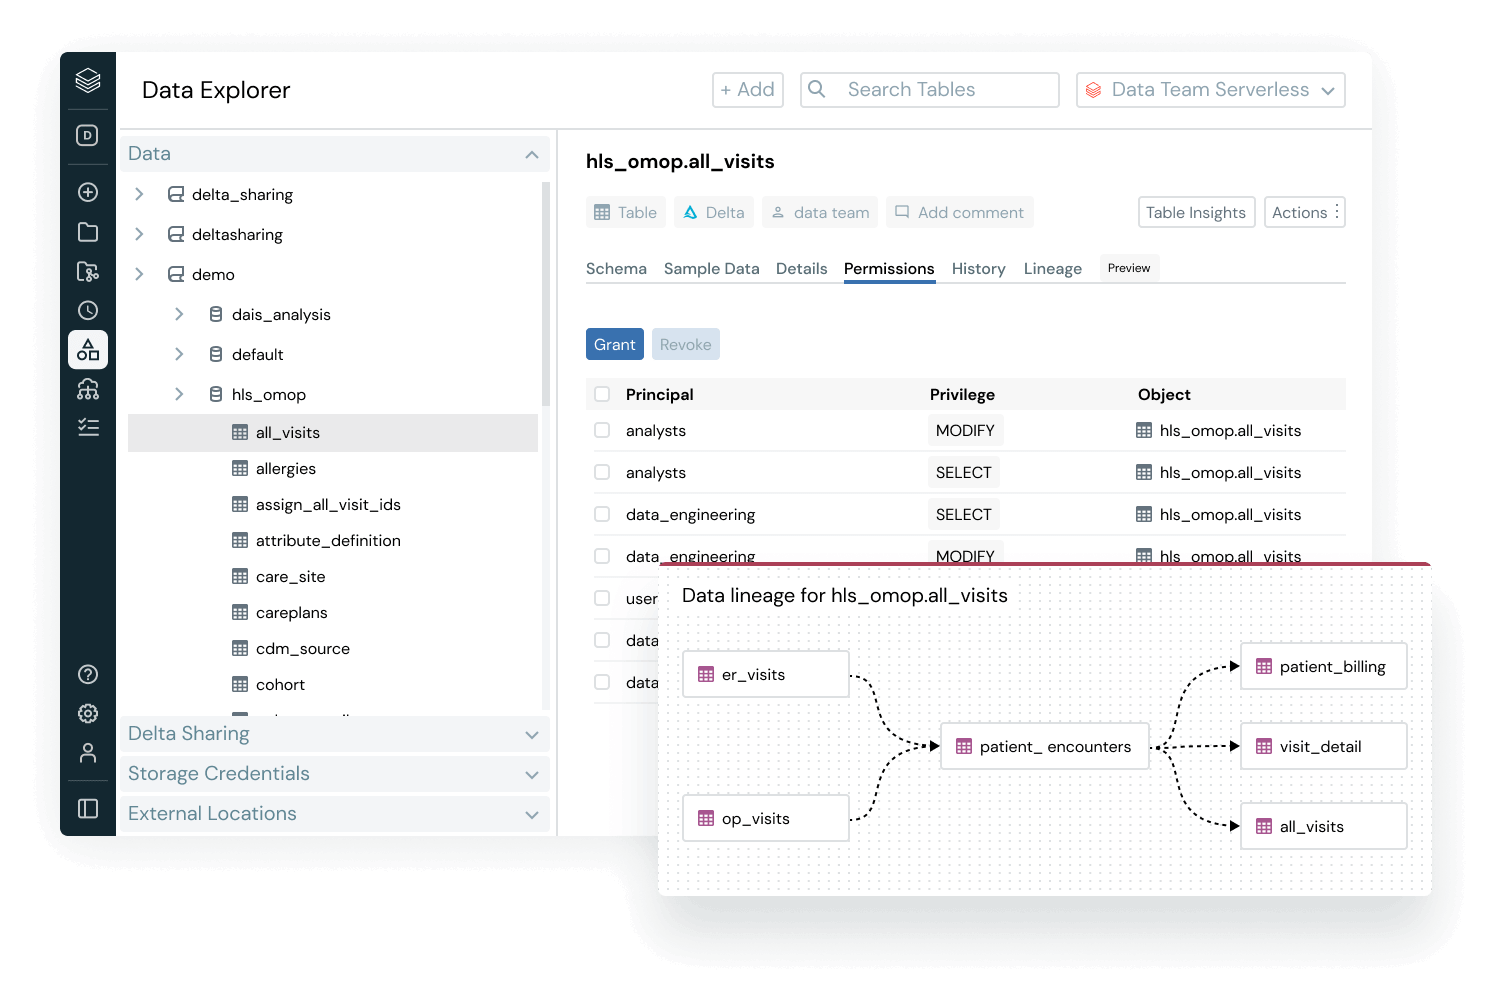 Data Explorer
+ Add
Search Tables
Data Team Serverless
D
Data
delta_sharing
deltasharing
demo
dais_analysis
default
hls_omop
all_visits
allergies
assign_all_visit_ids
attribute_definition
care_site
careplans
cdm_source
cohort
Delta Sharing
Storage Credentials
External Locations
hls_omop.all_visits
Table
Delta
data team
Add comment
Table Insights
Actions
Schema Sample Data Details Permissions History Lineage Preview
Grant
Revoke
Principal Privilege Object
analysts MODIFY hls_omop.all_visits
analysts SELECT hls_omop.all_visits
data_engineering SELECT hls_omop.all_visits
data_engineering MODIFY hls_omop.all_visits
user
data
data
Data lineage for hls_omop.all_visits
er_visits
op_visits
patient_ encounters
patient_billing
visit_detail
all_visits